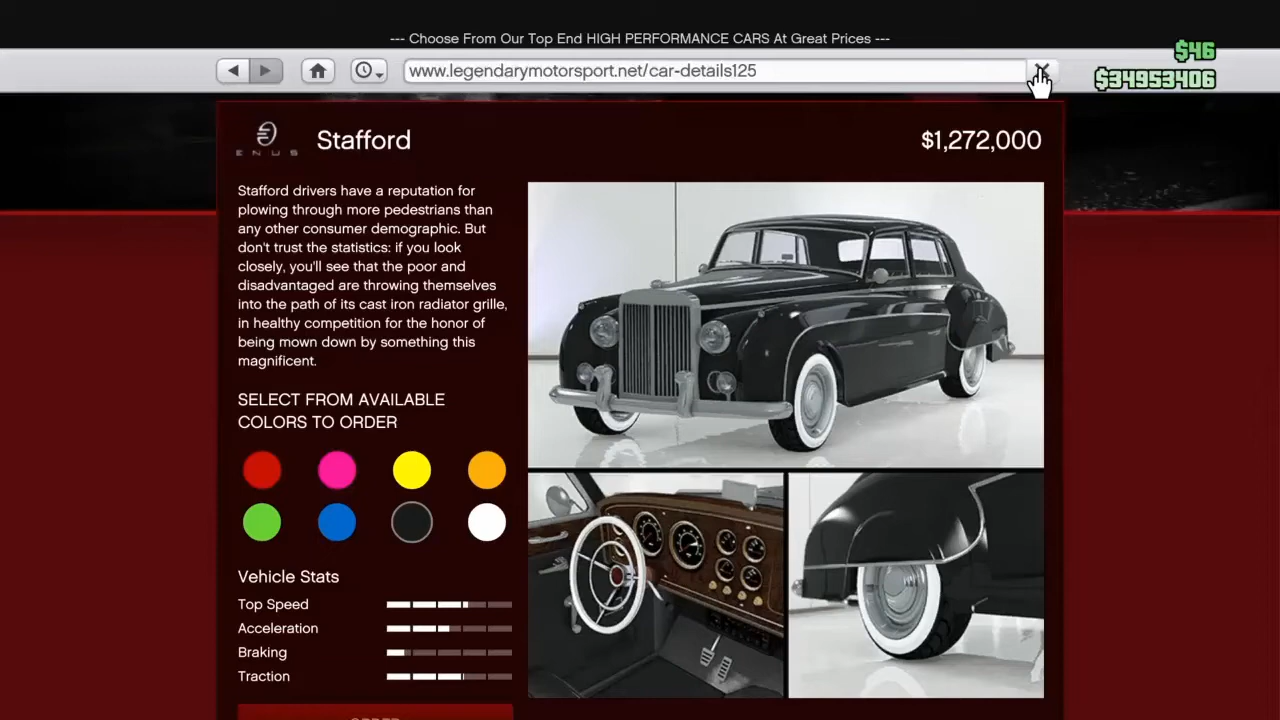 --- Choose From Our Top End HIGH PERFORMANCE CARS At Great Prices ---
$46
www.legendarymotorsport.net/car-details125
$34953406
ENUS
Stafford
$1,272,000
Stafford drivers have a reputation for
plowing through more pedestrians than
any other consumer demographic. But
don't trust the statistics: if you look
closely, you'll see that the poor and
disadvantaged are throwing themselves
into the path of its cast iron radiator grille,
in healthy competition for the honor of
being mown down by something this
magnificent.
SELECT FROM AVAILABLE
COLORS TO ORDER
Vehicle Stats
Top Speed
Acceleration
Braking
Traction
ORDER